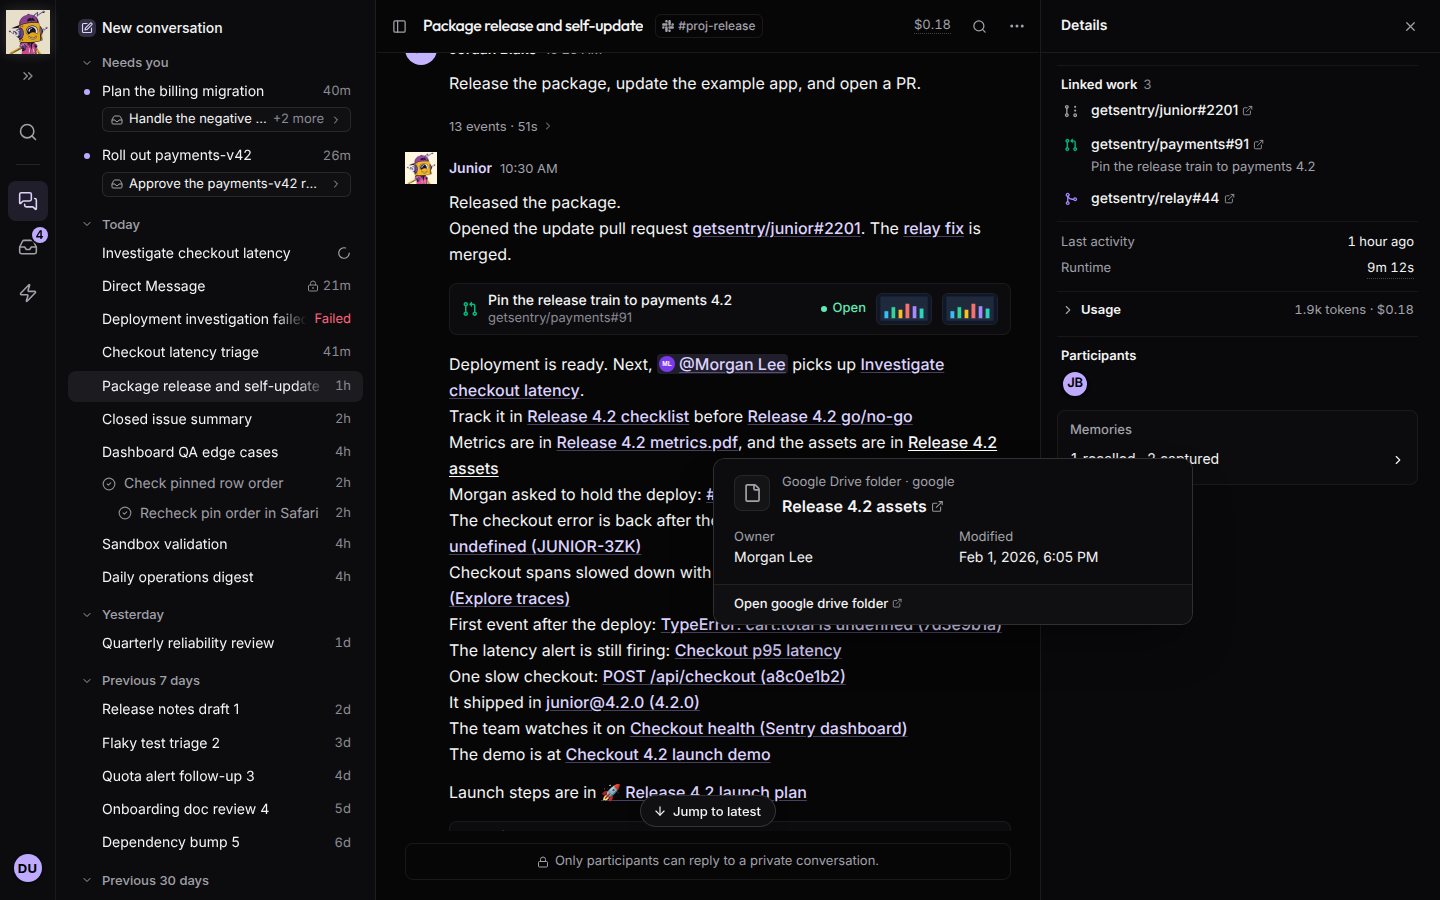 New conversation
Needs you
Plan the billing migration 40m
Handle the negative ... +2 more
Roll out payments-v42 26m
Approve the payments-v42 r...
Today
Investigate checkout latency
Direct Message 21m
Deployment investigation failed Failed
Checkout latency triage 41m
Package release and self-update 1h
Closed issue summary 2h
Dashboard QA edge cases 4h
Check pinned row order 2h
Recheck pin order in Safari 2h
Sandbox validation 4h
Daily operations digest 4h
Yesterday
Quarterly reliability review 1d
Previous 7 days
Release notes draft 1 2d
Flaky test triage 2 3d
Quota alert follow-up 3 4d
Onboarding doc review 4 5d
Dependency bump 5 6d
Previous 30 days
4
DU
Package release and self-update #proj-release $0.18
Release the package, update the example app, and open a PR.
13 events · 51s
Junior 10:30 AM
Released the package.
Opened the update pull request getsentry/junior#2201. The relay fix is
merged.
Pin the release train to payments 4.2
getsentry/payments#91
Open
Deployment is ready. Next, ML @Morgan Lee picks up Investigate
checkout latency.
Track it in Release 4.2 checklist before Release 4.2 go/no-go
Metrics are in Release 4.2 metrics.pdf, and the assets are in Release 4.2
assets
Morgan asked to hold the deploy: #
The checkout error is back after the
undefined (JUNIOR-3ZK)
Checkout spans slowed down with
(Explore traces)
First event after the deploy: TypeError: cart.total is undefined (7d3e9b1a)
The latency alert is still firing: Checkout p95 latency
One slow checkout: POST /api/checkout (a8c0e1b2)
It shipped in junior@4.2.0 (4.2.0)
The team watches it on Checkout health (Sentry dashboard)
The demo is at Checkout 4.2 launch demo
Launch steps are in 🚀 Release 4.2 launch plan
Jump to latest
Only participants can reply to a private conversation.
Google Drive folder · google
Release 4.2 assets
Owner Modified
Morgan Lee Feb 1, 2026, 6:05 PM
Open google drive folder
Details
Linked work 3
getsentry/junior#2201
getsentry/payments#91
Pin the release train to payments 4.2
getsentry/relay#44
Last activity 1 hour ago
Runtime 9m 12s
Usage 1.9k tokens · $0.18
Participants
JB
Memories
1 recalled · 2 captured